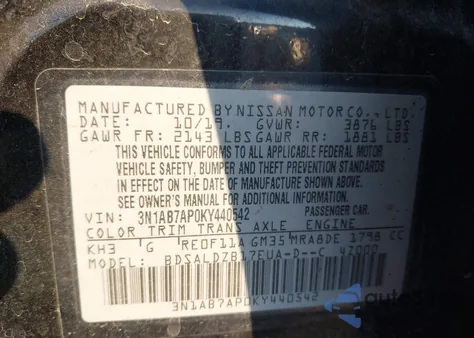 MANUFACTURED BY NISSAN MOTOR CO., LTD.
DATE: 10/19 GVWR: 3876 LBS
GAWR FR: 2143 LBS GAWR RR: 1881 LBS
THIS VEHICLE CONFORMS TO ALL APPLICABLE FEDERAL MOTOR
VEHICLE SAFETY, BUMPER AND THEFT PREVENTION STANDARDS
IN EFFECT ON THE DATE OF MANUFACTURE SHOWN ABOVE.
SEE OWNER'S MANUAL FOR ADDITIONAL INFORMATION.
VIN: 3N1AB7AP0KY440542 PASSENGER CAR.
COLOR TRIM TRANS AXLE ENGINE
KH3 G RE0F11A GM35 MRA8DE 1798 CC
MODEL: BDSALDZB17EUA-D--C 4Z000
3N1AB7AP0KY440542